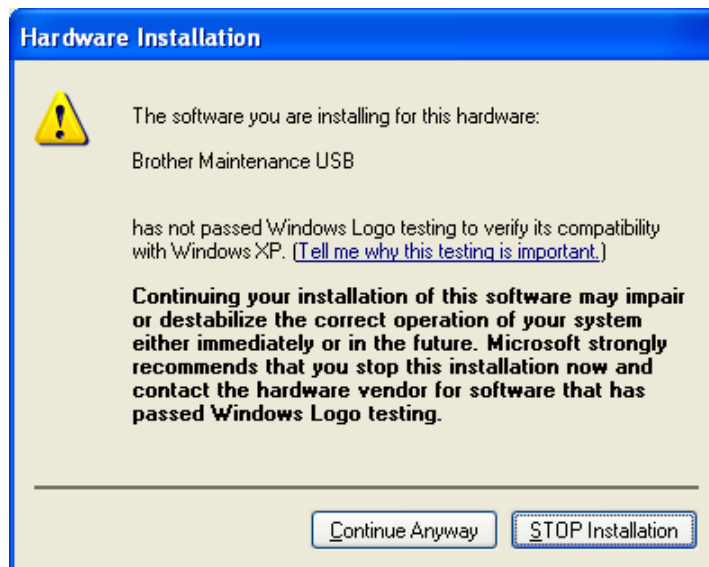 Hardware Installation
The software you are installing for this hardware:
Brother Maintenance USB
has not passed Windows Logo testing to verify its compatibility
with Windows XP. (Tell me why this testing is important.)
Continuing your installation of this software may impair
or destabilize the correct operation of your system
either immediately or in the future. Microsoft strongly
recommends that you stop this installation now and
contact the hardware vendor for software that has
passed Windows Logo testing.
Continue Anyway STOP Installation